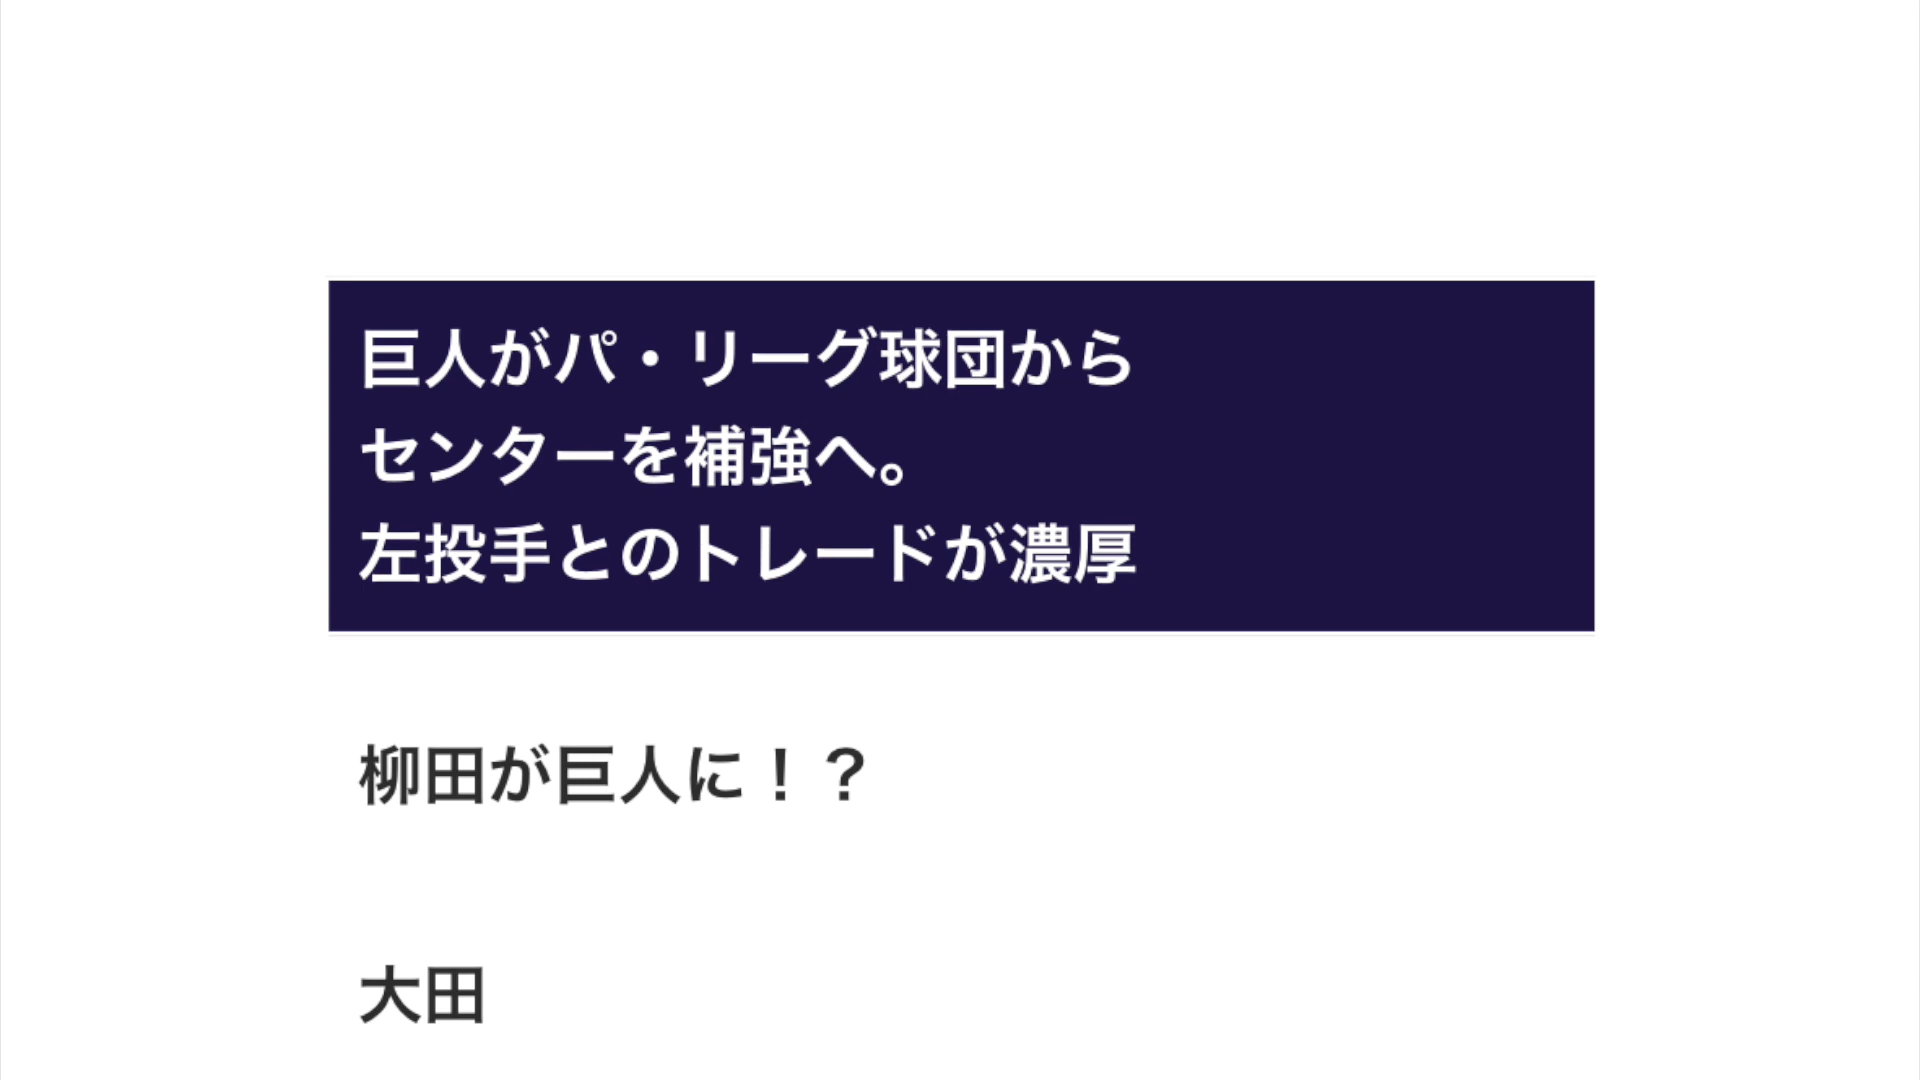 巨人がパ・リーグ球団から
センターを補強へ。
左投手とのトレードが濃厚
柳田が巨人に！？
大田